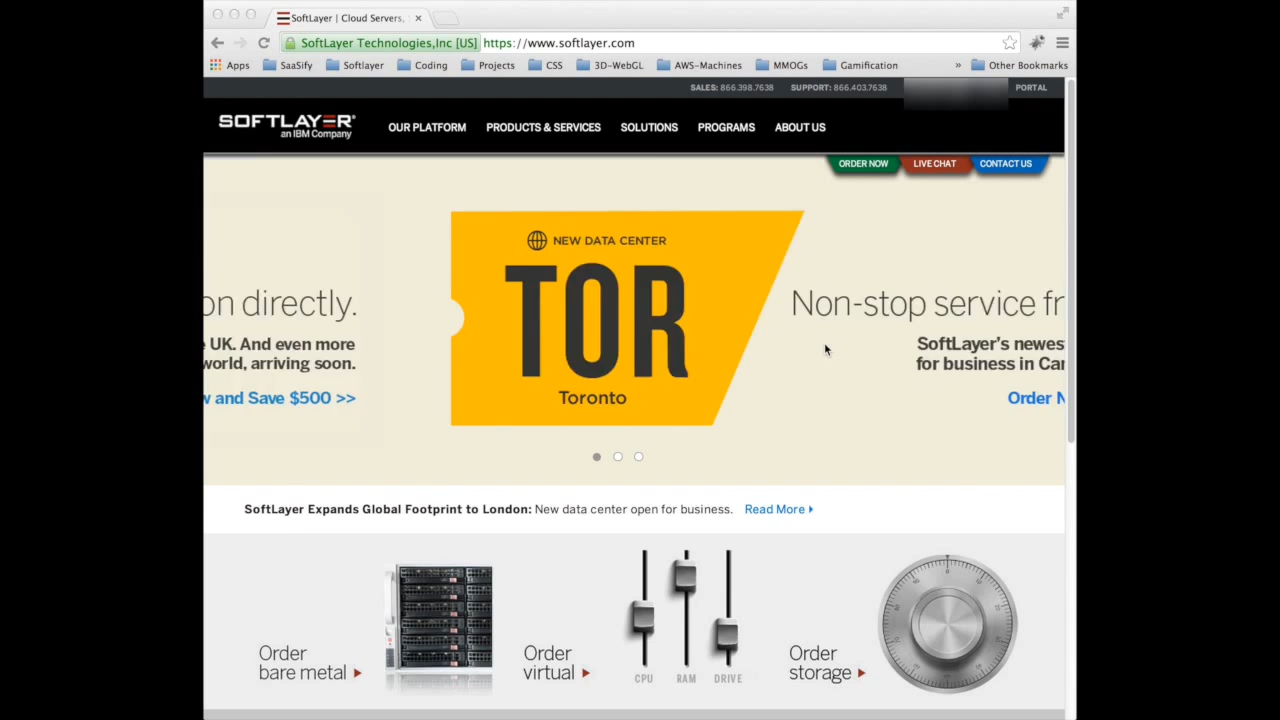 SoftLayer | Cloud Servers,
SoftLayer Technologies,Inc [US] https://www.softlayer.com
Apps SaaSify Softlayer Coding Projects CSS 3D-WebGL AWS-Machines MMOGs Gamification » Other Bookmarks
SALES: 866.398.7638 SUPPORT: 866.403.7638 PORTAL
SOFTLAYER®
an IBM Company
OUR PLATFORM PRODUCTS & SERVICES SOLUTIONS PROGRAMS ABOUT US
ORDER NOW LIVE CHAT CONTACT US
NEW DATA CENTER
TOR
Toronto
on directly.
UK. And even more
world, arriving soon.
w and Save $500 >>
Non-stop service fr
SoftLayer's newes
for business in Can
Order N
SoftLayer Expands Global Footprint to London: New data center open for business. Read More
Order
bare metal
Order
virtual
CPU RAM DRIVE
Order
storage